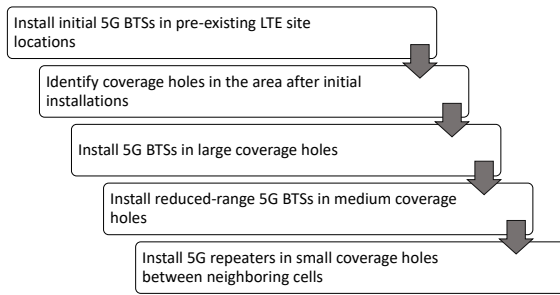 Install initial 5G BTSs in pre-existing LTE site
locations
Identify coverage holes in the area after initial
installations
Install 5G BTSs in large coverage holes
Install reduced-range 5G BTSs in medium coverage
holes
Install 5G repeaters in small coverage holes
between neighboring cells